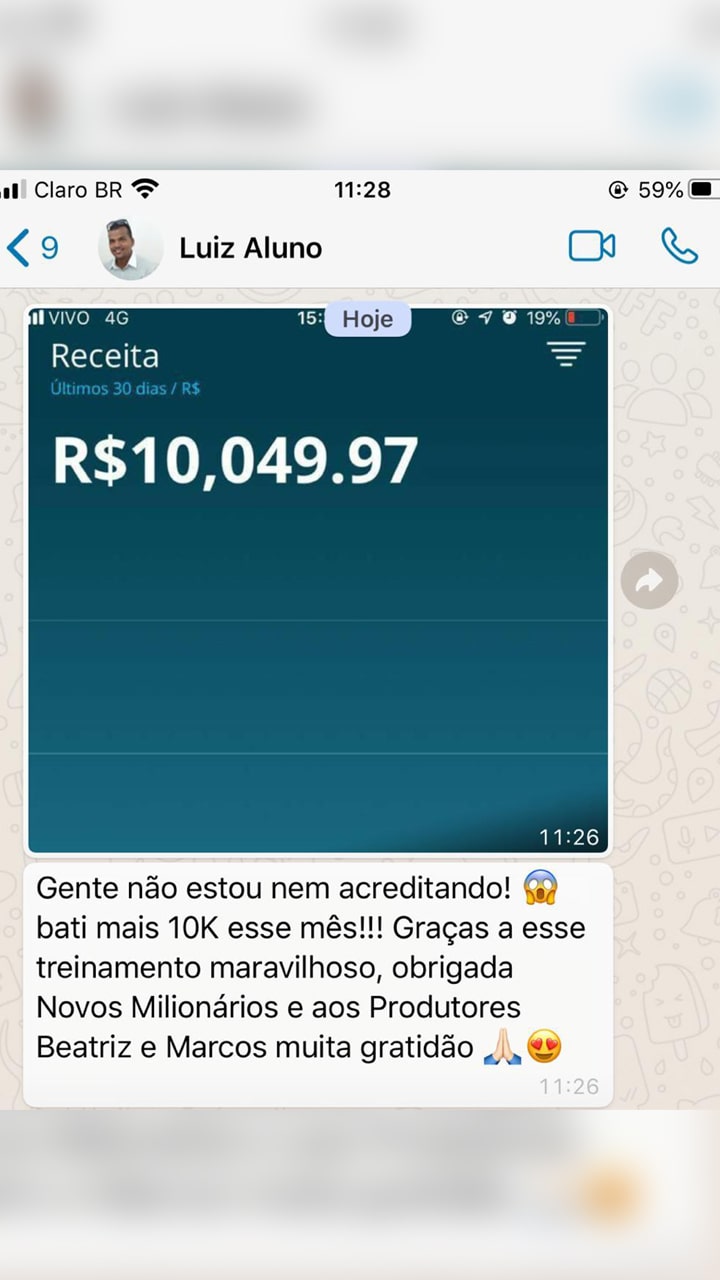 Claro BR 11:28 59%
9 Luiz Aluno
VIVO 4G 15: Hoje 19%
Receita
Últimos 30 dias / R$
R$10,049.97
11:26
Gente não estou nem acreditando! 😱
bati mais 10K esse mês!!! Graças a esse
treinamento maravilhoso, obrigada
Novos Milionários e aos Produtores
Beatriz e Marcos muita gratidão 🙏🏻😍
11:26